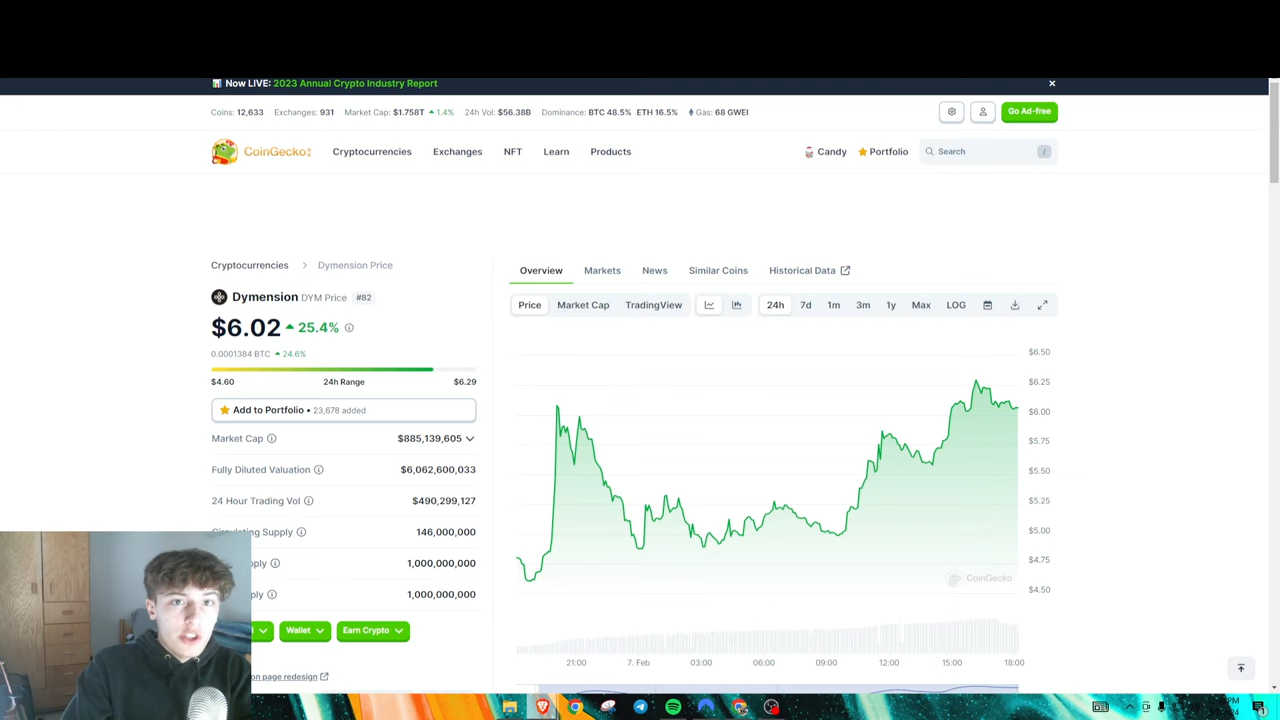 Now LIVE: 2023 Annual Crypto Industry Report
Coins: 12,633 Exchanges: 931 Market Cap: $1.758T 1.4% 24h Vol: $56.38B Dominance: BTC 48.5% ETH 16.5% Gas: 68 GWEI
Go Ad-free
CoinGecko
Cryptocurrencies Exchanges NFT Learn Products
Candy Portfolio Search /
Cryptocurrencies > Dymension Price
Overview Markets News Similar Coins Historical Data
Dymension DYM Price #82
Price Market Cap TradingView 24h 7d 1m 3m 1y Max LOG
$6.02 25.4%
0.0001384 BTC 24.6%
$4.60 24h Range $6.29
Add to Portfolio • 23,678 added
Market Cap $885,139,605
Fully Diluted Valuation $6,062,600,033
24 Hour Trading Vol $490,299,127
Circulating Supply 146,000,000
pply 1,000,000,000
pply 1,000,000,000
Wallet Earn Crypto
on page redesign
$6.50
$6.25
$6.00
$5.75
$5.50
$5.25
$5.00
$4.75
$4.50
CoinGecko
21:00 7. Feb 03:00 06:00 09:00 12:00 15:00 18:00